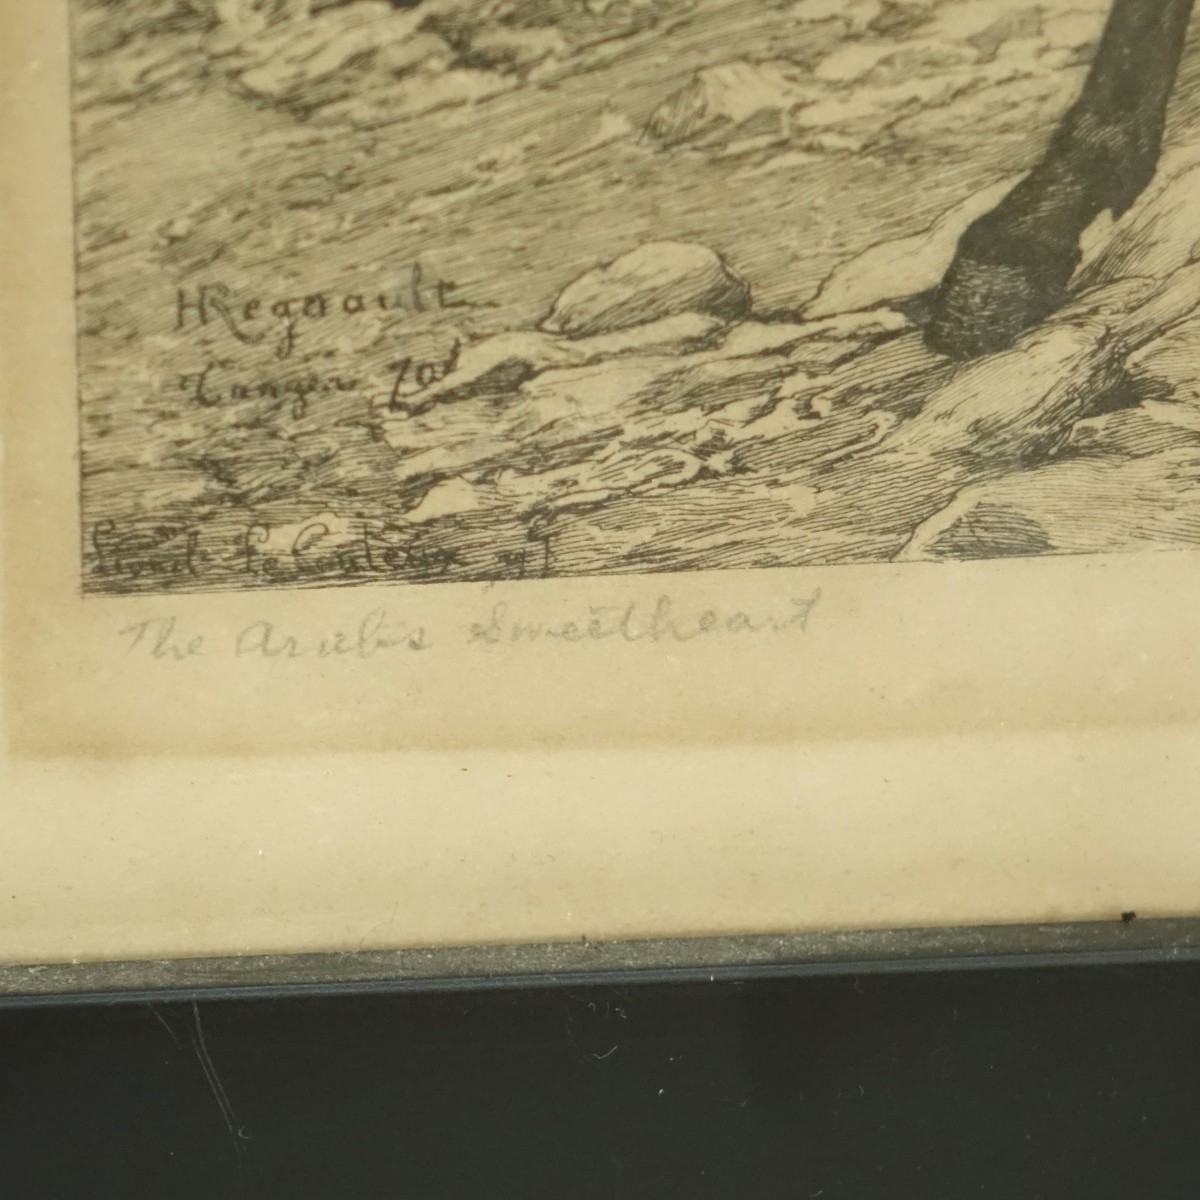 HRegnault
Tanger 70
Lionel Le Couteux
The Arab's Sweetheart